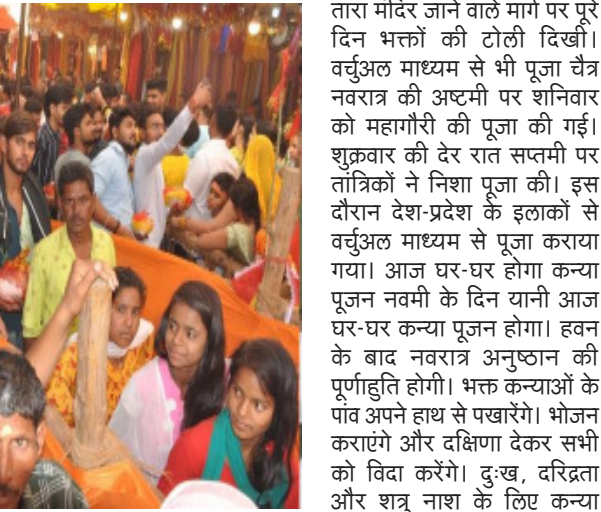 तारा मंदिर जाने वाले मार्ग पर पूरे
दिन भक्तों की टोली दिखी।
वर्चुअल माध्यम से भी पूजा चैत्र
नवरात्र की अष्टमी पर शनिवार
को महागौरी की पूजा की गई।
शुक्रवार की देर रात सप्तमी पर
तांत्रिकों ने निशा पूजा की। इस
दौरान देश-प्रदेश के इलाकों से
वर्चुअल माध्यम से पूजा कराया
गया। आज घर-घर होगा कन्या
पूजन नवमी के दिन यानी आज
घर-घर कन्या पूजन होगा। हवन
के बाद नवरात्र अनुष्ठान की
पूर्णाहुति होगी। भक्त कन्याओं के
पांव अपने हाथ से पखारेंगे। भोजन
कराएंगे और दक्षिणा देकर सभी
को विदा करेंगे। दुःख, दरिद्रता
और शत्रु नाश के लिए कन्या